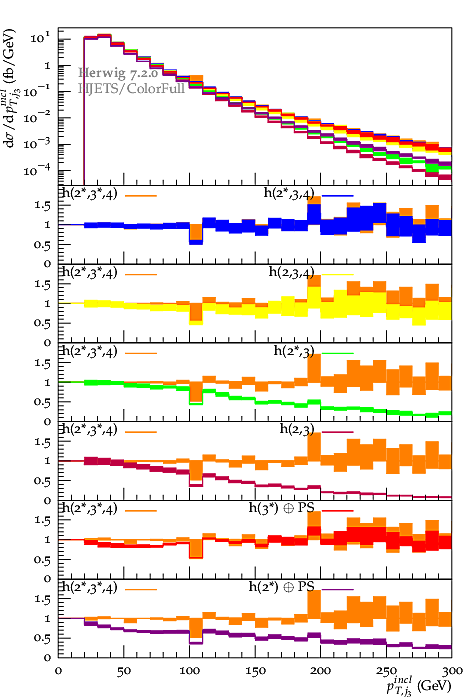 dσ/dp_{T,j_3}^{incl} (fb/GeV)
10^1
1
10^{-1}
10^{-2}
10^{-3}
10^{-4}
Herwig 7.2.0
HJETS/ColorFull
h(2*,3*,4) h(2*,3,4)
1.5
1
0.5
0
h(2*,3*,4) h(2,3,4)
1.5
1
0.5
0
h(2*,3*,4) h(2*,3)
1.5
1
0.5
0
h(2*,3*,4) h(2,3)
1.5
1
0.5
0
h(2*,3*,4) h(3*) ⊕ PS
1.5
1
0.5
0
h(2*,3*,4) h(2*) ⊕ PS
1.5
1
0.5
0
0 50 100 150 200 250 300
p_{T,j_3}^{incl} (GeV)